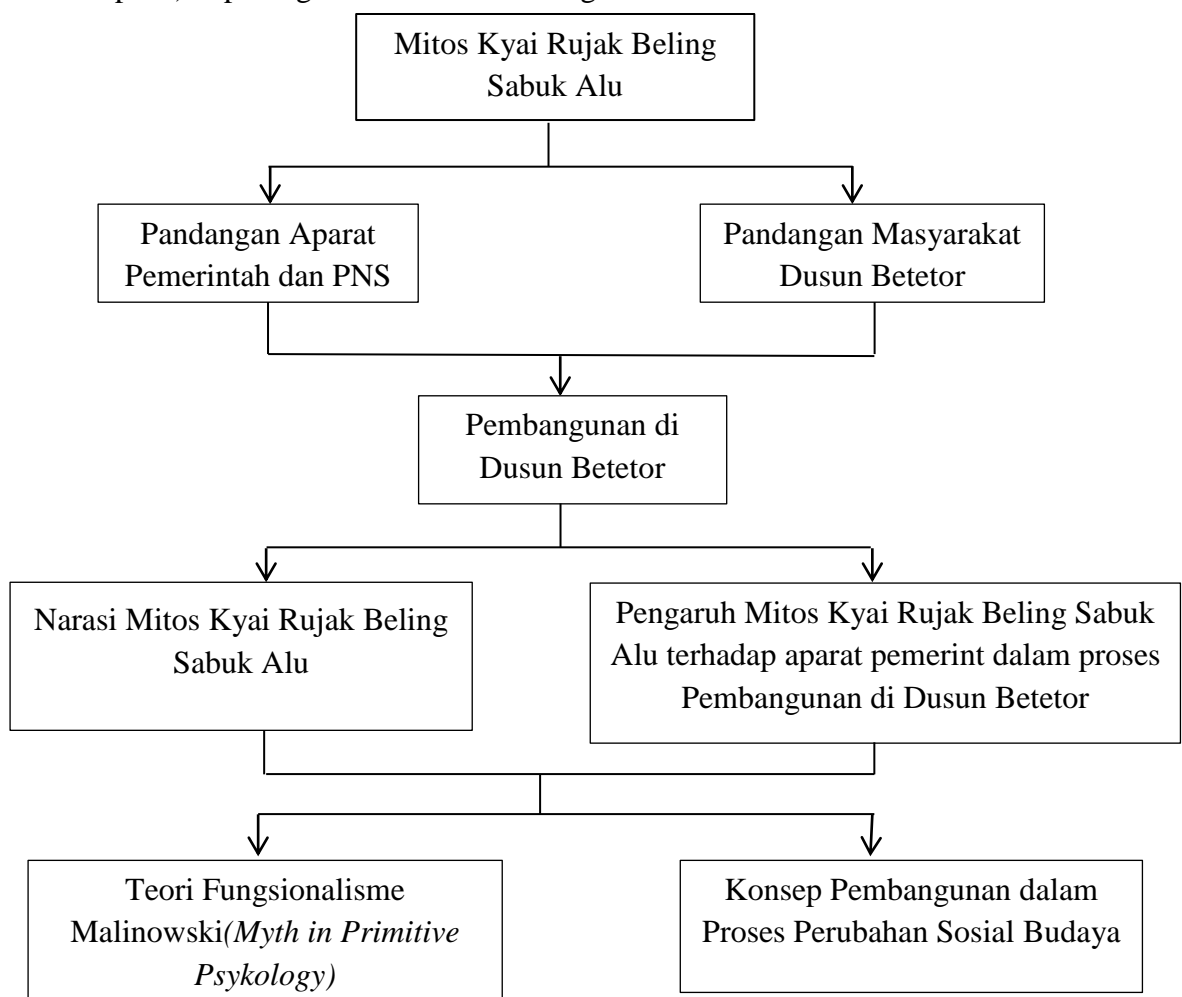 Mitos Kyai Rujak Beling
Sabuk Alu
Pandangan Aparat
Pemerintah dan PNS
Pandangan Masyarakat
Dusun Betetor
Pembangunan di
Dusun Betetor
Narasi Mitos Kyai Rujak Beling
Sabuk Alu
Pengaruh Mitos Kyai Rujak Beling Sabuk
Alu terhadap aparat pemerint dalam proses
Pembangunan di Dusun Betetor
Teori Fungsionalisme
Malinowski(Myth in Primitive
Psykology)
Konsep Pembangunan dalam
Proses Perubahan Sosial Budaya